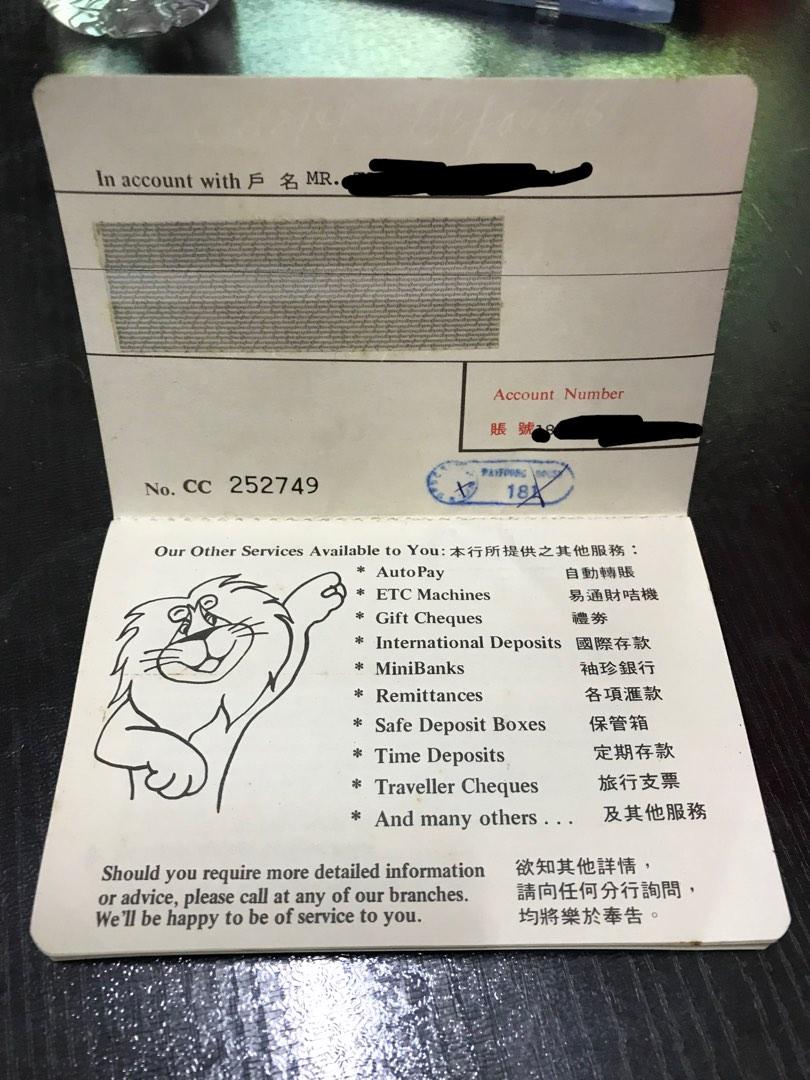 In account with 戶 名 MR.
Account Number
賬 號 18
No. CC 252749
WAYFOONG HOUSE
181
Our Other Services Available to You: 本行所提供之其他服務：
* AutoPay 自動轉賬
* ETC Machines 易通財咭機
* Gift Cheques 禮劵
* International Deposits 國際存款
* MiniBanks 袖珍銀行
* Remittances 各項滙款
* Safe Deposit Boxes 保管箱
* Time Deposits 定期存款
* Traveller Cheques 旅行支票
* And many others . . . 及其他服務
Should you require more detailed information
or advice, please call at any of our branches.
We'll be happy to be of service to you.
欲知其他詳情，
請向任何分行詢問，
均將樂於奉告。